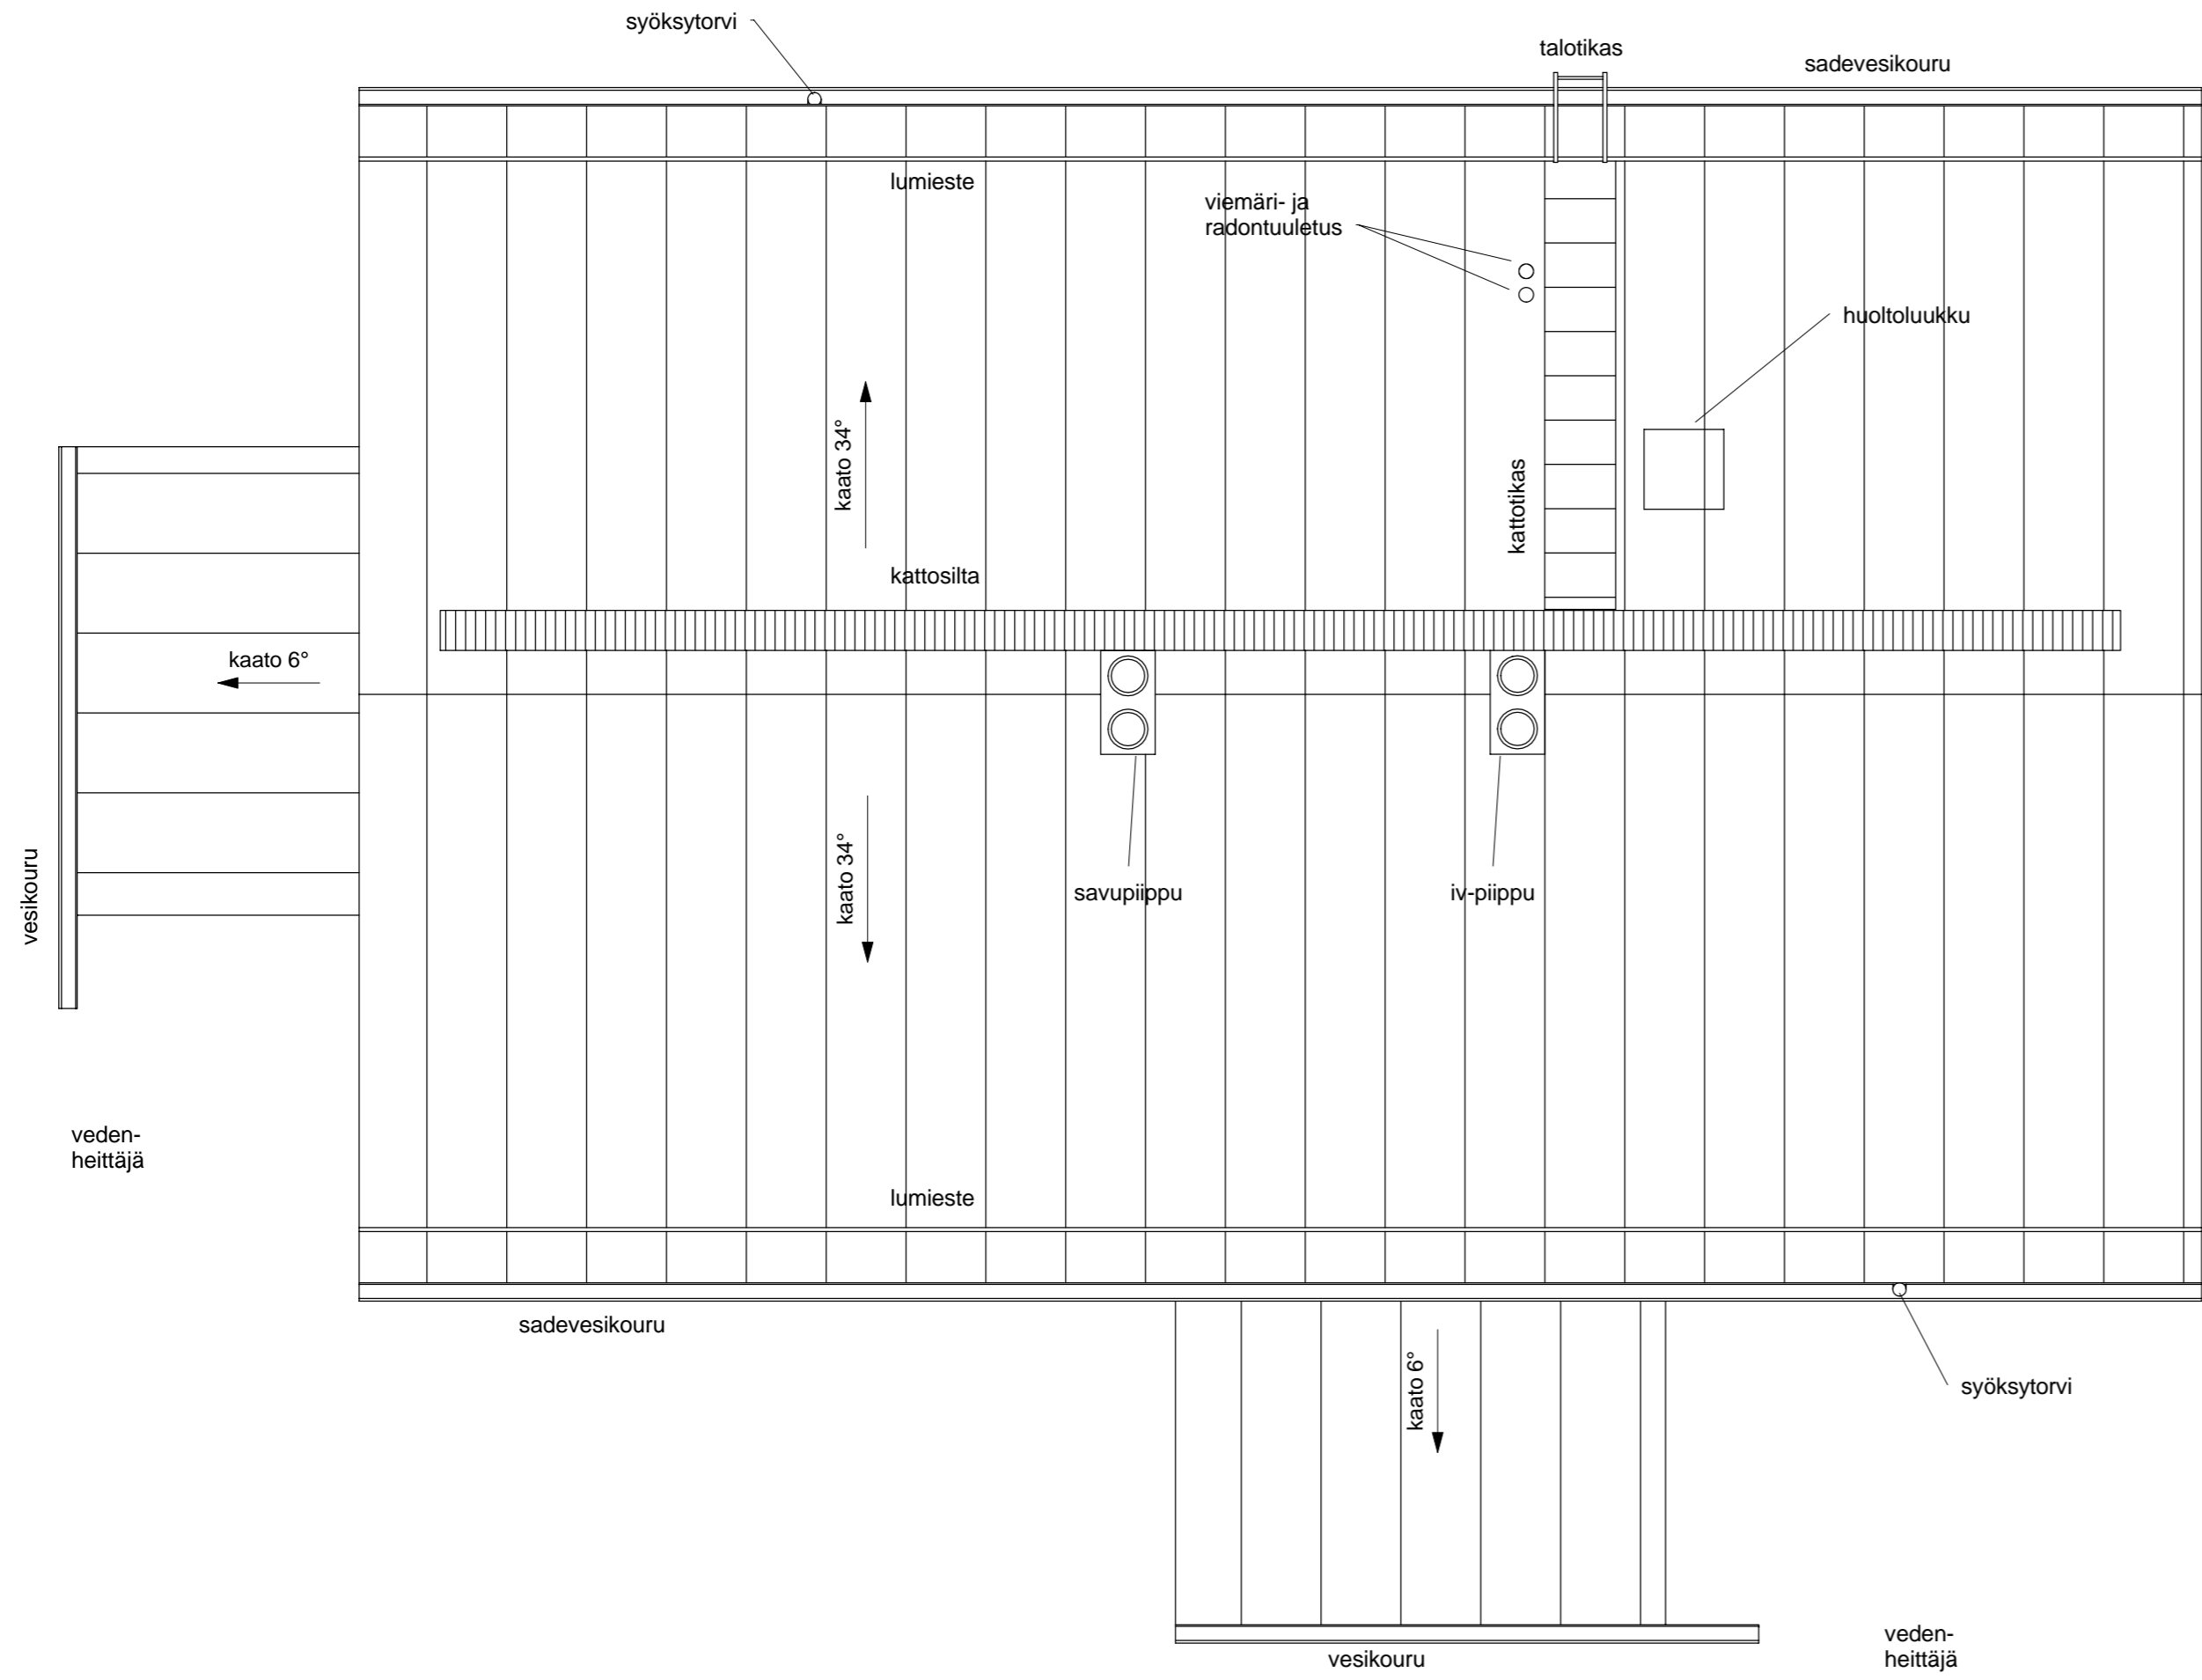 syöksytorvi
talotikas
sadevesikouru
lumieste
viemäri- ja
radontuuletus
huoltoluukku
kaato 34°
kattotikas
kattosilta
kaato 6°
vesikouru
kaato 34°
savupiippu
iv-piippu
veden-
heittäjä
lumieste
sadevesikouru
kaato 6°
syöksytorvi
vesikouru
veden-
heittäjä